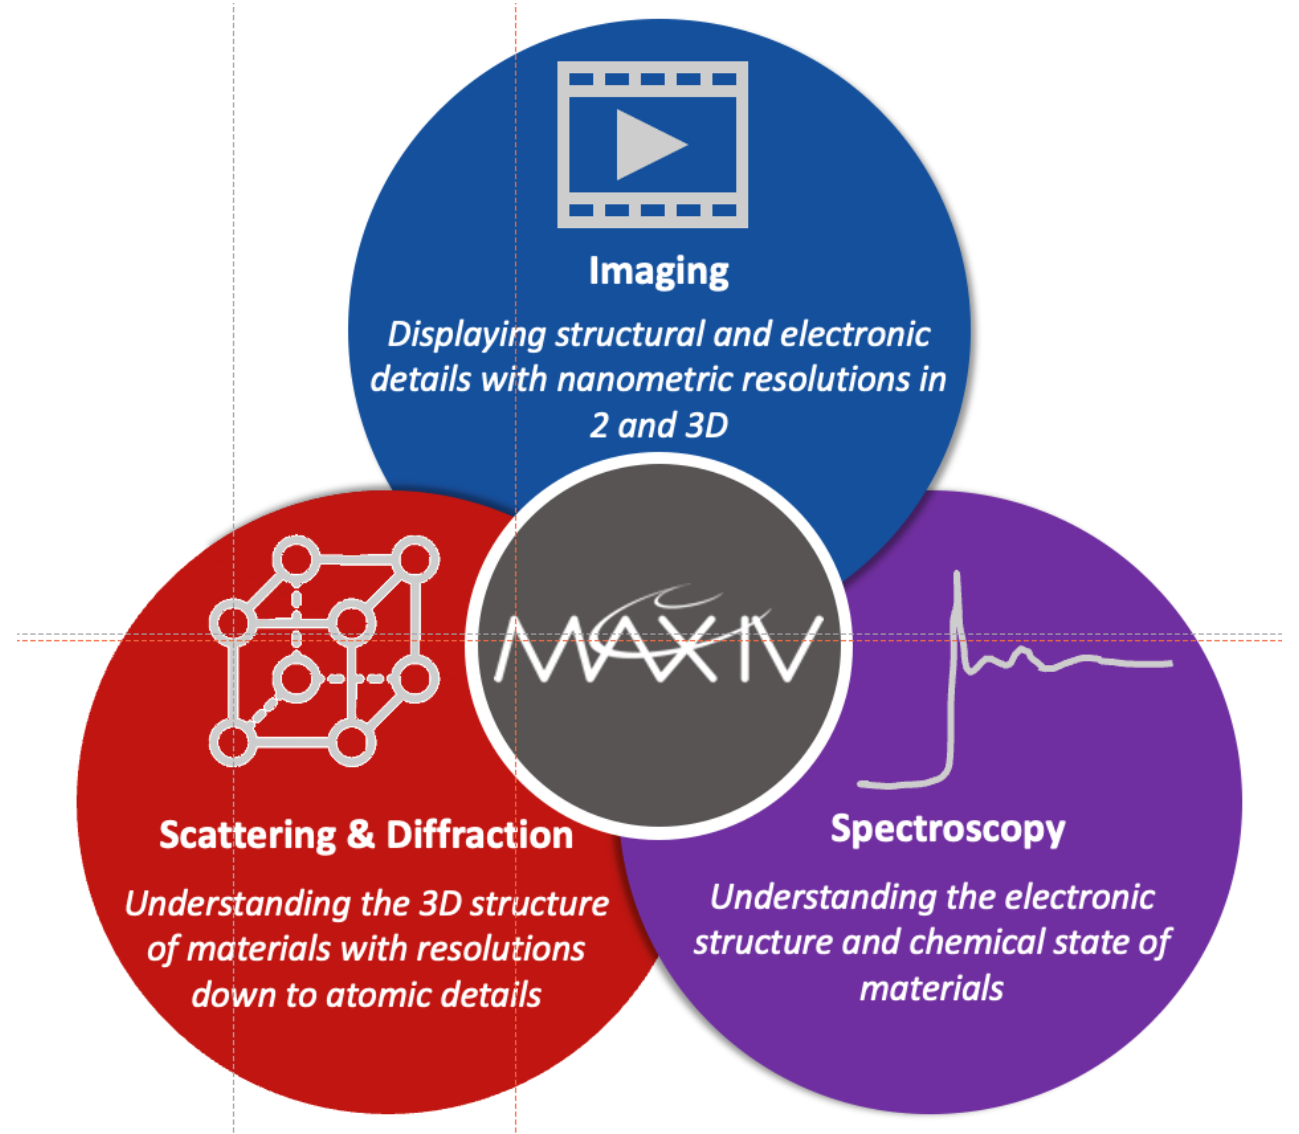 Imaging
Displaying structural and electronic
details with nanometric resolutions in
2 and 3D
MAX IV
Scattering & Diffraction
Understanding the 3D structure
of materials with resolutions
down to atomic details
Spectroscopy
Understanding the electronic
structure and chemical state of
materials